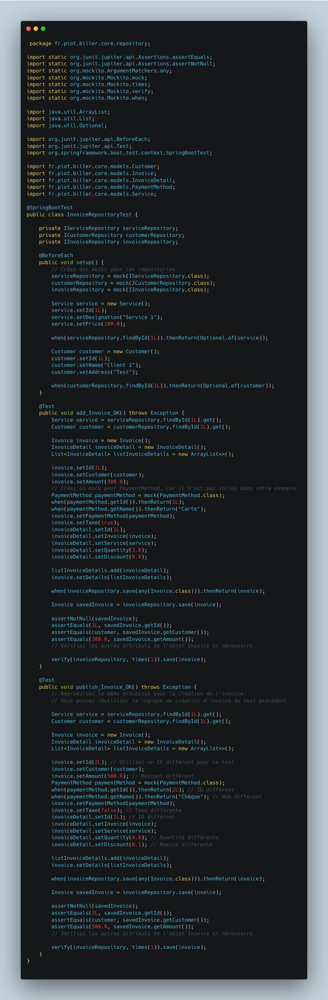 package fr.piot.biller.core.repository;
import static org.junit.jupiter.api.Assertions.assertEquals;
import static org.junit.jupiter.api.Assertions.assertNotNull;
import static org.mockito.ArgumentMatchers.any;
import static org.mockito.Mockito.mock;
import static org.mockito.Mockito.times;
import static org.mockito.Mockito.verify;
import static org.mockito.Mockito.when;
import java.util.ArrayList;
import java.util.List;
import java.util.Optional;
import org.junit.jupiter.api.BeforeEach;
import org.junit.jupiter.api.Test;
import org.springframework.boot.test.context.SpringBootTest;
import fr.piot.biller.core.models.Customer;
import fr.piot.biller.core.models.Invoice;
import fr.piot.biller.core.models.InvoiceDetail;
import fr.piot.biller.core.models.PaymentMethod;
import fr.piot.biller.core.models.Service;
@SpringBootTest
public class InvoiceRepositoryTest {
private IServiceRepository serviceRepository;
private ICustomerRepository customerRepository;
private IInvoiceRepository invoiceRepository;
@BeforeEach
public void setup() {
// Créez des mocks pour les repositories
serviceRepository = mock(IServiceRepository.class);
customerRepository = mock(ICustomerRepository.class);
invoiceRepository = mock(IInvoiceRepository.class);
Service service = new Service();
service.setId(1L);
service.setDesignation("Service 1");
service.setPrice(100.0);
when(serviceRepository.findById(1L)).thenReturn(Optional.of(service));
Customer customer = new Customer();
customer.setId(1L);
customer.setName("Client 1");
customer.setAddress("Test");
when(customerRepository.findById(1L)).thenReturn(Optional.of(customer));
}
@Test
public void add_Invoice_OK() throws Exception {
Service service = serviceRepository.findById(1L).get();
Customer customer = customerRepository.findById(1L).get();
Invoice invoice = new Invoice();
InvoiceDetail invoiceDetail = new InvoiceDetail();
List<InvoiceDetail> listInvoiceDetails = new ArrayList<>();
invoice.setId(1L);
invoice.setCustomer(customer);
invoice.setAmount(300.0);
// Créez un mock pour PaymentMethod, car il n'est pas inclus dans votre exemple.
PaymentMethod paymentMethod = mock(PaymentMethod.class);
when(paymentMethod.getId()).thenReturn(1L);
when(paymentMethod.getName()).thenReturn("Carte");
invoice.setPaymentMethod(paymentMethod);
invoice.setTaxe(true);
invoiceDetail.setId(1L);
invoiceDetail.setInvoice(invoice);
invoiceDetail.setService(service);
invoiceDetail.setQuantity(3.0);
invoiceDetail.setDiscount(0.0);
listInvoiceDetails.add(invoiceDetail);
invoice.setDetails(listInvoiceDetails);
when(invoiceRepository.save(any(Invoice.class))).thenReturn(invoice);
Invoice savedInvoice = invoiceRepository.save(invoice);
assertNotNull(savedInvoice);
assertEquals(1L, savedInvoice.getId());
assertEquals(customer, savedInvoice.getCustomer());
assertEquals(300.0, savedInvoice.getAmount());
// Vérifiez les autres attributs de l'objet Invoice si nécessaire.
verify(invoiceRepository, times(1)).save(invoice);
}
@Test
public void publish_Invoice_OK() throws Exception {
// Reproduisez le même processus pour la création de l'invoice.
// Vous pouvez réutiliser la logique de création d'invoice du test précédent.
Service service = serviceRepository.findById(1L).get();
Customer customer = customerRepository.findById(1L).get();
Invoice invoice = new Invoice();
InvoiceDetail invoiceDetail = new InvoiceDetail();
List<InvoiceDetail> listInvoiceDetails = new ArrayList<>();
invoice.setId(2L); // Utilisez un ID différent pour ce test
invoice.setCustomer(customer);
invoice.setAmount(500.0); // Montant différent
PaymentMethod paymentMethod = mock(PaymentMethod.class);
when(paymentMethod.getId()).thenReturn(2L); // ID différent
when(paymentMethod.getName()).thenReturn("Chèque"); // Nom différent
invoice.setPaymentMethod(paymentMethod);
invoice.setTaxe(false); // Taxe différente
invoiceDetail.setId(2L); // ID différent
invoiceDetail.setInvoice(invoice);
invoiceDetail.setService(service);
invoiceDetail.setQuantity(4.0); // Quantité différente
invoiceDetail.setDiscount(0.1); // Remise différente
listInvoiceDetails.add(invoiceDetail);
invoice.setDetails(listInvoiceDetails);
when(invoiceRepository.save(any(Invoice.class))).thenReturn(invoice);
Invoice savedInvoice = invoiceRepository.save(invoice);
assertNotNull(savedInvoice);
assertEquals(2L, savedInvoice.getId());
assertEquals(customer, savedInvoice.getCustomer());
assertEquals(500.0, savedInvoice.getAmount());
// Vérifiez les autres attributs de l'objet Invoice si nécessaire.
verify(invoiceRepository, times(1)).save(invoice);
}
}